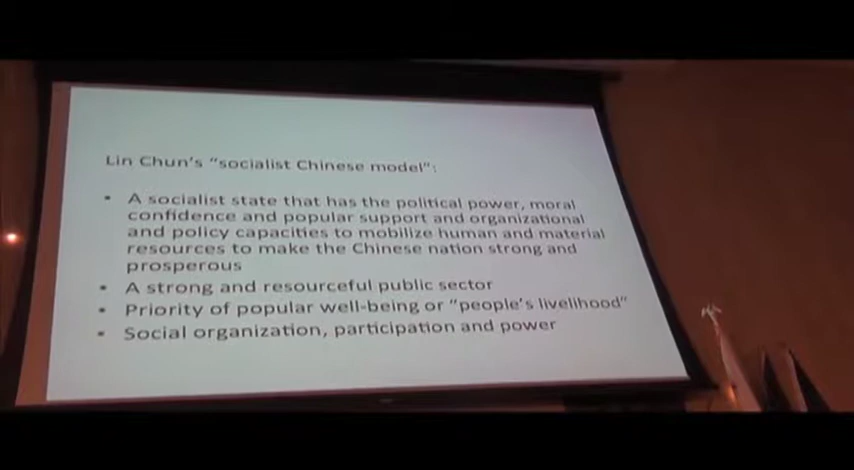 Lin Chun's "socialist Chinese model":
• A socialist state that has the political power, moral
confidence and popular support and organizational
and policy capacities to mobilize human and material
resources to make the Chinese nation strong and
prosperous
• A strong and resourceful public sector
• Priority of popular well-being or "people's livelihood"
• Social organization, participation and power